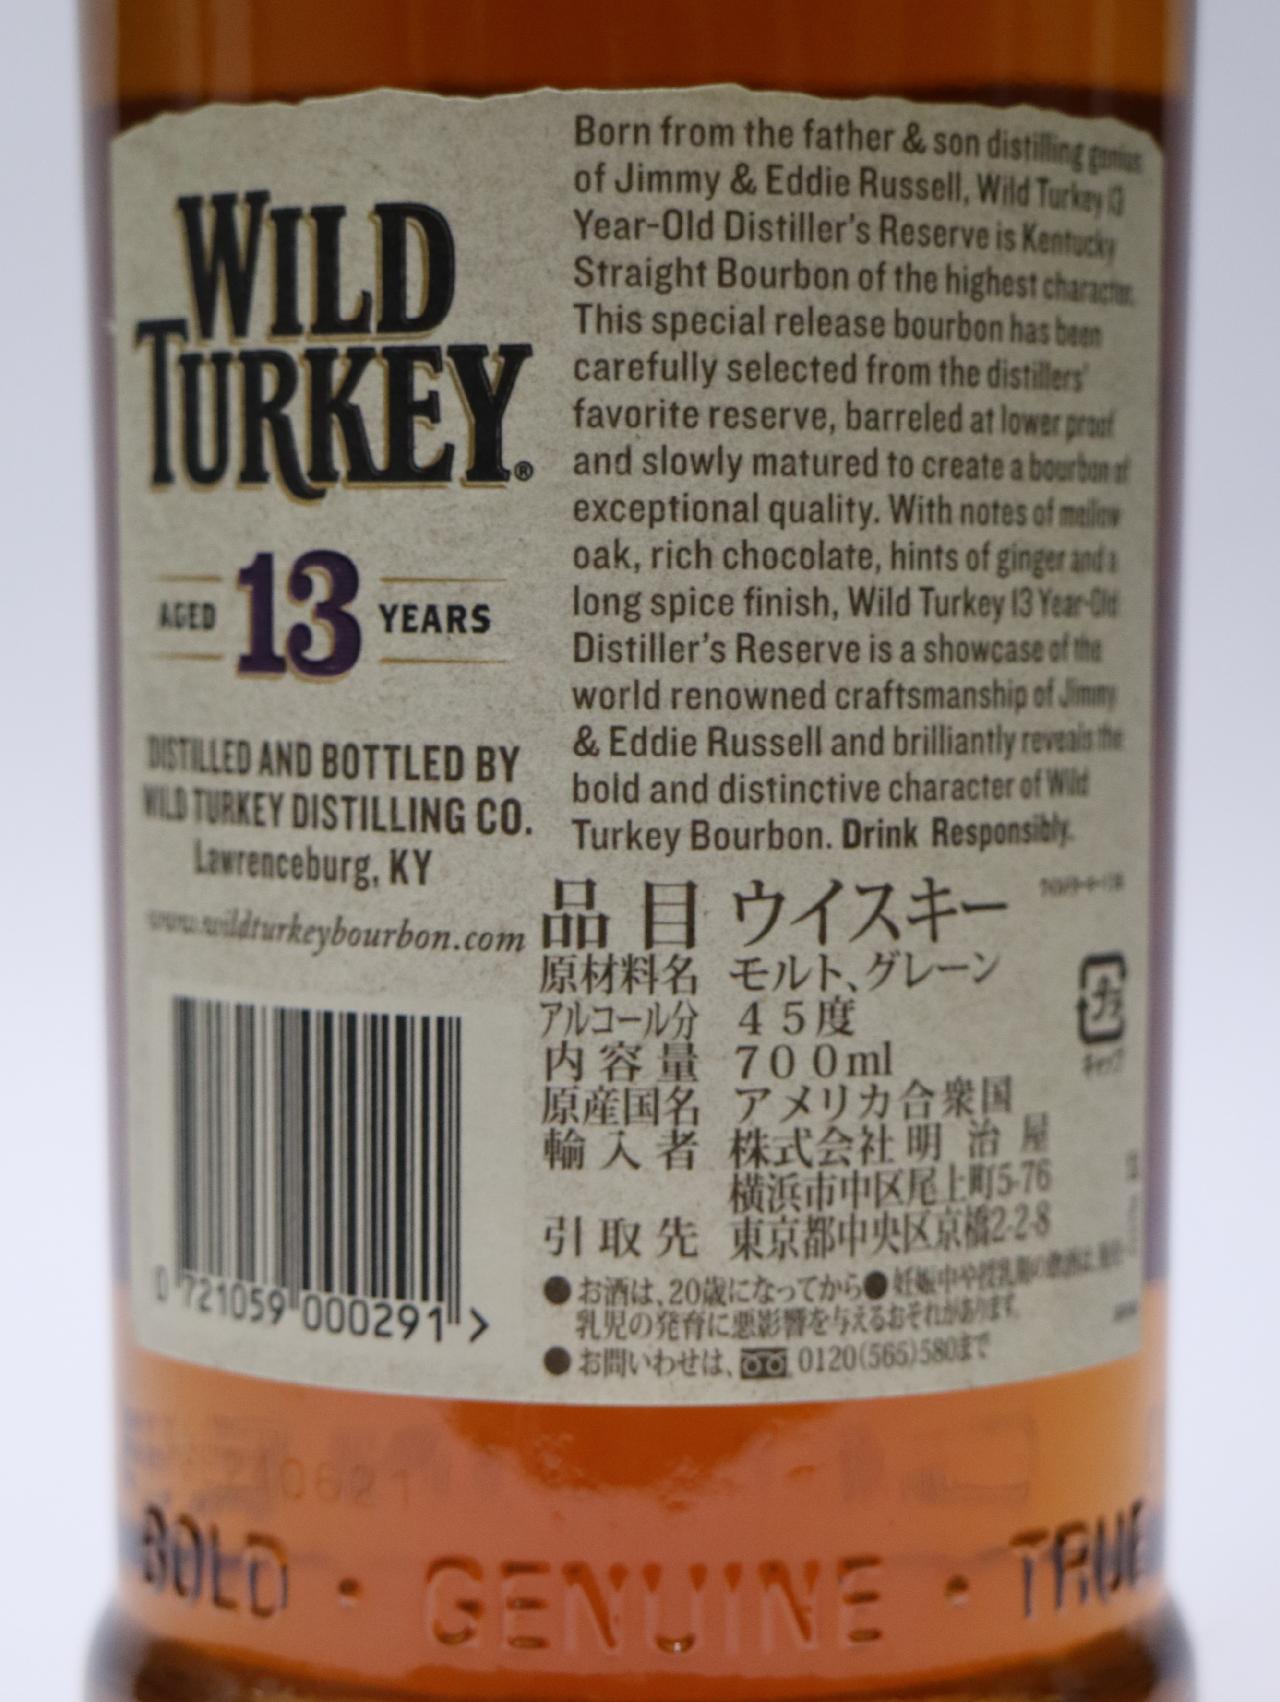 WILD
TURKEY®
AGED 13 YEARS
DISTILLED AND BOTTLED BY
WILD TURKEY DISTILLING CO.
Lawrenceburg, KY
www.wildturkeybourbon.com
0 721059 000291 >
Born from the father & son distilling genius
of Jimmy & Eddie Russell, Wild Turkey 13
Year-Old Distiller's Reserve is Kentucky
Straight Bourbon of the highest character.
This special release bourbon has been
carefully selected from the distillers'
favorite reserve, barreled at lower proof
and slowly matured to create a bourbon of
exceptional quality. With notes of mellow
oak, rich chocolate, hints of ginger and a
long spice finish, Wild Turkey 13 Year-Old
Distiller's Reserve is a showcase of the
world renowned craftsmanship of Jimmy
& Eddie Russell and brilliantly reveals the
bold and distinctive character of Wild
Turkey Bourbon. Drink Responsibly.
品目 ウイスキー
原材料名 モルト、グレーン
アルコール分 45度
内容量 700ml
原産国名 アメリカ合衆国
輸入者 株式会社 明治屋
横浜市中区尾上町5-76
引取先 東京都中央区京橋2-2-8
キャップ
●お酒は、20歳になってから●妊娠中や授乳期の飲酒は、
乳児の発育に悪影響を与えるおそれがあります。
●お問い合わせは、0120(565)580まで
BOLD · GENUINE · TRUE